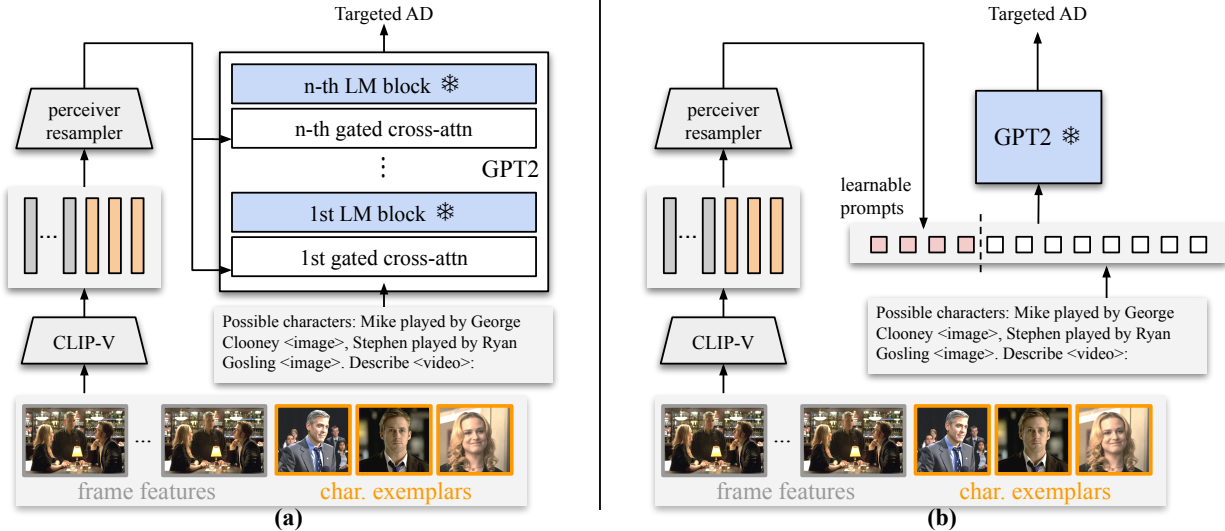 Targeted AD
n-th LM block
n-th gated cross-attn
⋮
GPT2
1st LM block
1st gated cross-attn
perceiver
resampler
...
CLIP-V
Possible characters: Mike played by George
Clooney <image>, Stephen played by Ryan
Gosling <image>. Describe <video>:
...
frame features
char. exemplars
(a)
Targeted AD
GPT2
perceiver
resampler
learnable
prompts
...
CLIP-V
Possible characters: Mike played by George
Clooney <image>, Stephen played by Ryan
Gosling <image>. Describe <video>:
...
frame features
char. exemplars
(b)